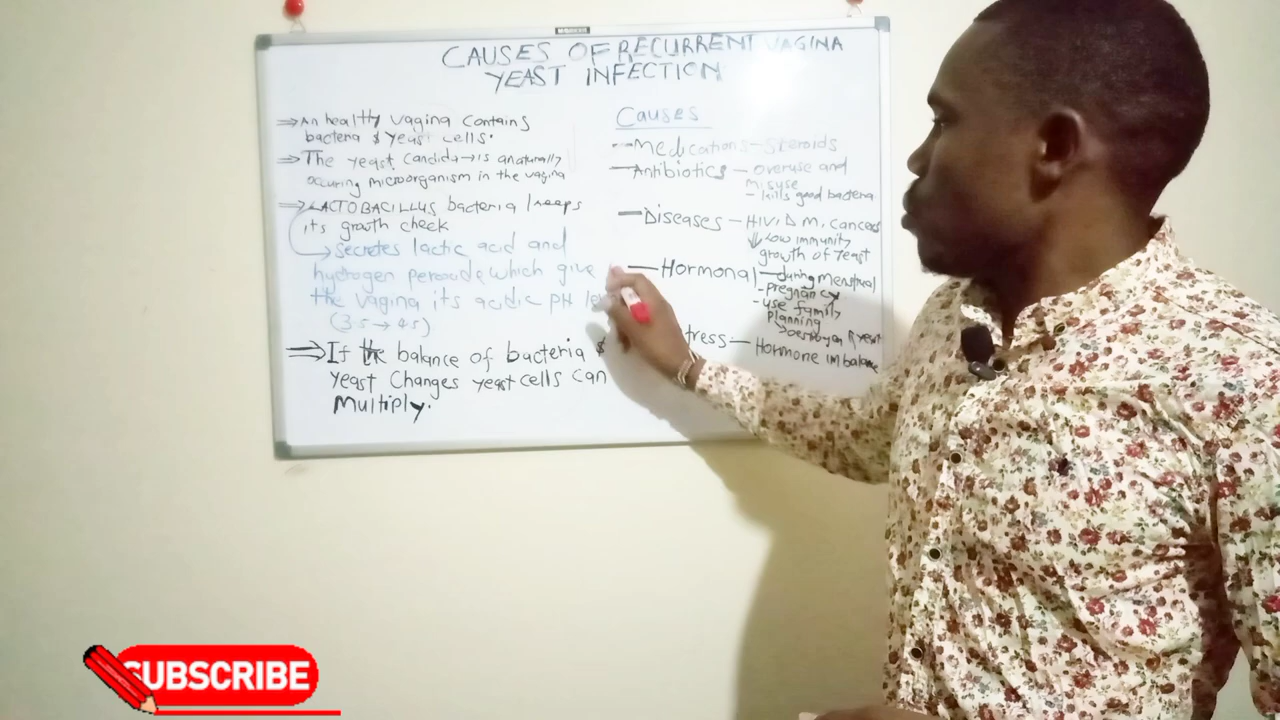 CAUSES OF RECURRENT VAGINA
YEAST INFECTION
⇒An healthy vagina contains
bacteria & yeast cells.
⇒The yeast candida→is anaturally
occuring microorganism in the vagina
⇒LACTOBACILLUS bacteria keeps
its growth check
→secretes lactic acid and
hydrogen peroxide which give
the vagina its acidic pH
(3.5→4.5)
⇒If the balance of bacteria &
yeast Changes yeast cells can
Multiply.
Causes
-Medications-Steroids
-Antibiotics - overuse and
misuse
- kills good bacteria
-Diseases - HIV, DM, cancers
⇓Low immunity
growth of yeast
-Hormonal-during menstrual
-pregnancy
-use family
planning
tress-Hormone imbalance
SUBSCRIBE